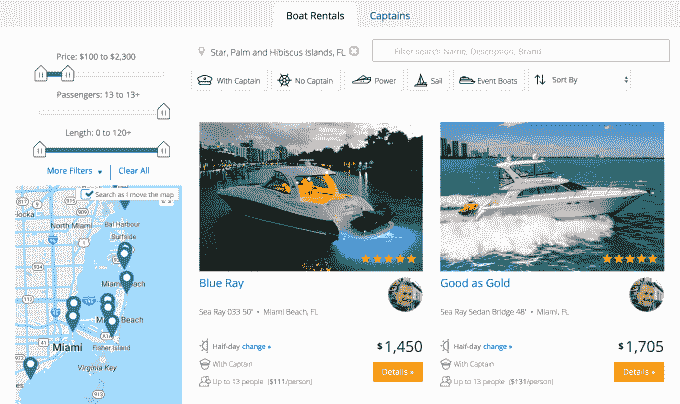 Boat Rentals Captains
Price: $100 to $2,300
Passengers: 13 to 13+
Length: 0 to 120+
More Filters Clear All
Star, Palm and Hibiscus Islands, FL
Filter search: Name, Description, Brand
With Captain No Captain Power Sail Event Boats Sort By
Search as I move the map
North Miami
Bal Harbour
Surfside
Miami Beach
Miami Beach
Miami
Fisher Island
Virginia Key
Blue Ray
Sea Ray 033 50' • Miami Beach, FL
Half-day change »
$1,450
With Captain
Up to 13 people ($111/person)
Details »
Good as Gold
Sea Ray Sedan Bridge 48' • Miami, FL
Half-day change »
$1,705
With Captain
Up to 13 people ($131/person)
Details »